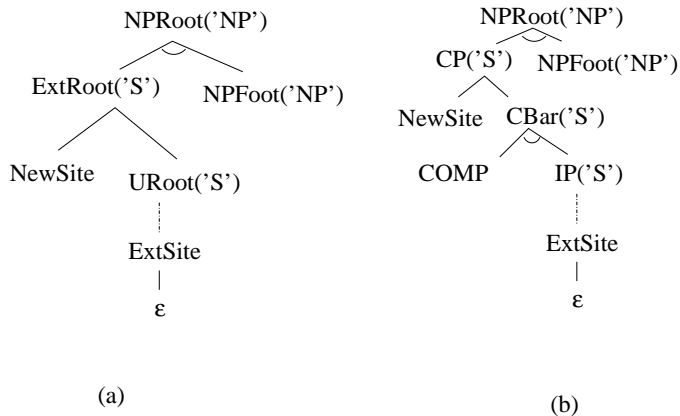 NPRoot('NP')
ExtRoot('S') NPFoot('NP')
NewSite URoot('S')
ExtSite
ε
(a)
NPRoot('NP')
CP('S') NPFoot('NP')
NewSite CBar('S')
COMP IP('S')
ExtSite
ε
(b)